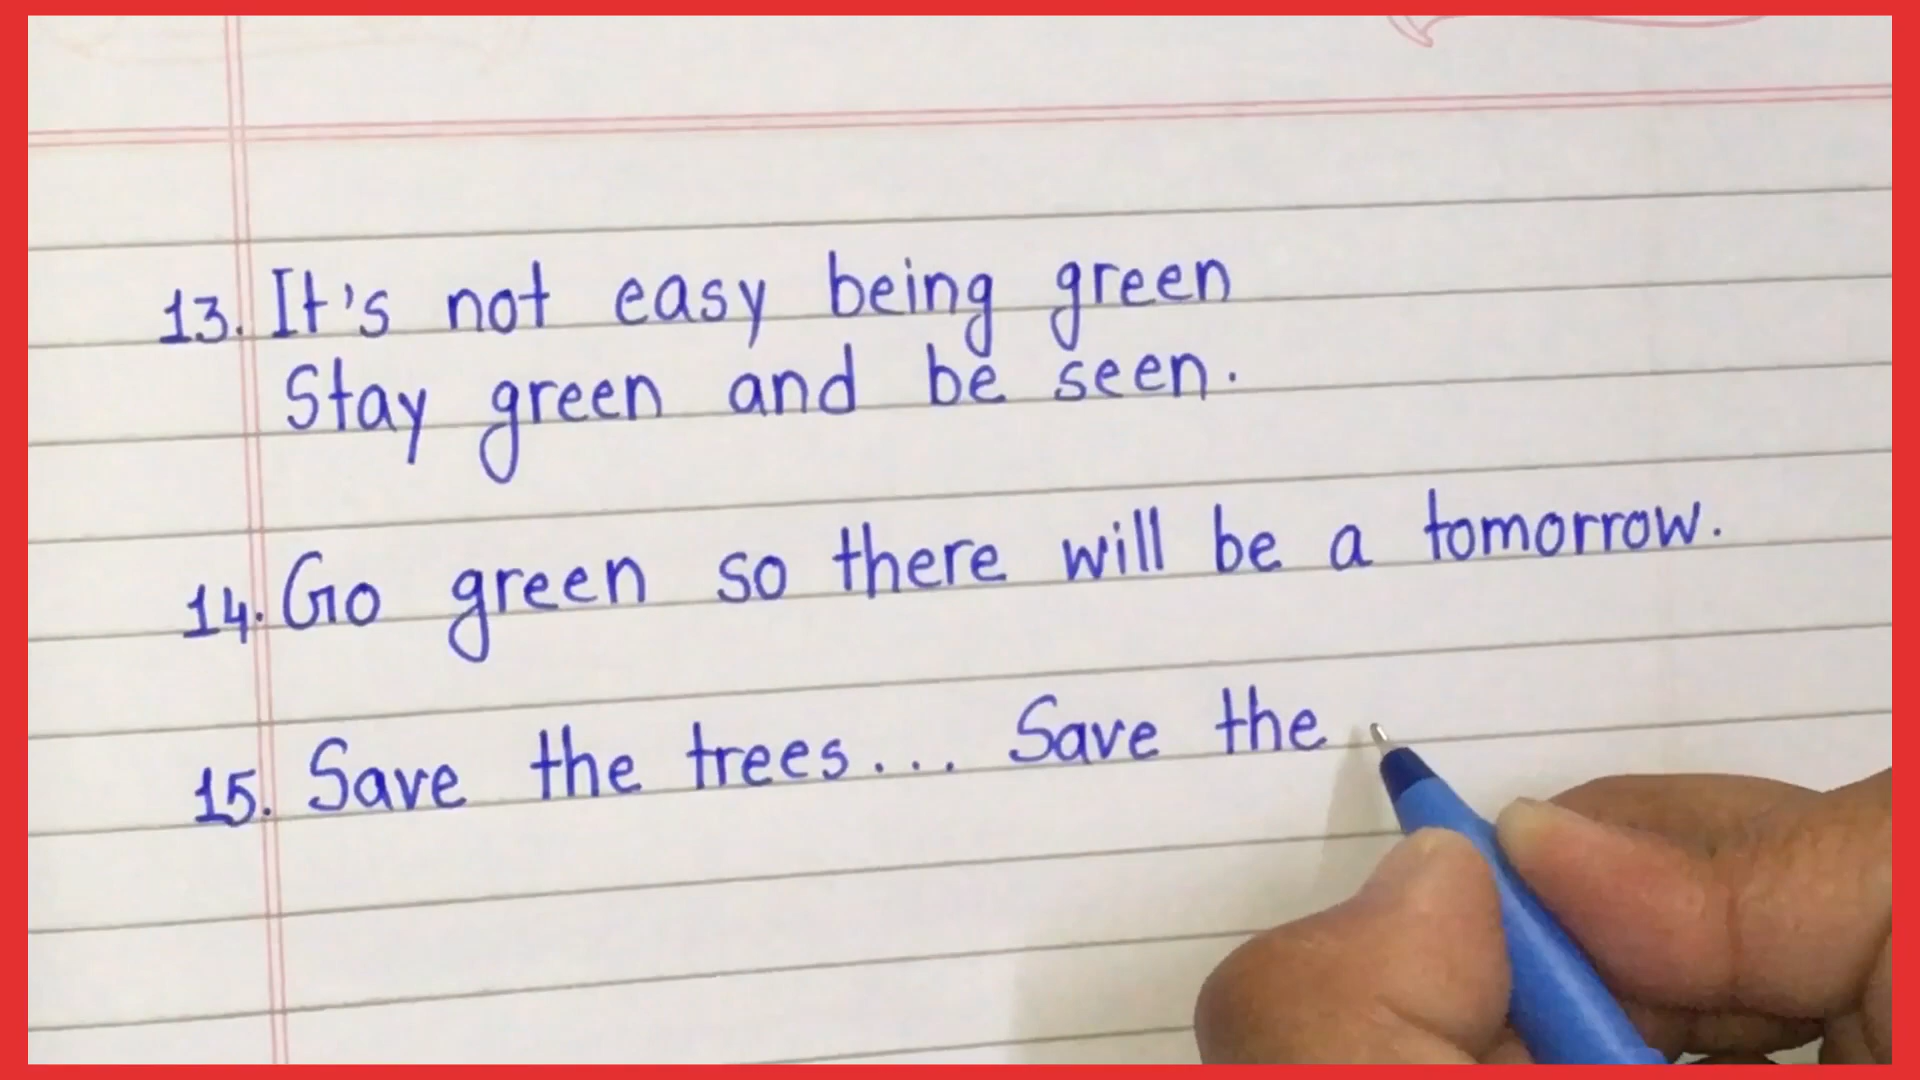 13. It's not easy being green
Stay green and be seen.
14. Go green so there will be a tomorrow.
15. Save the trees... Save the